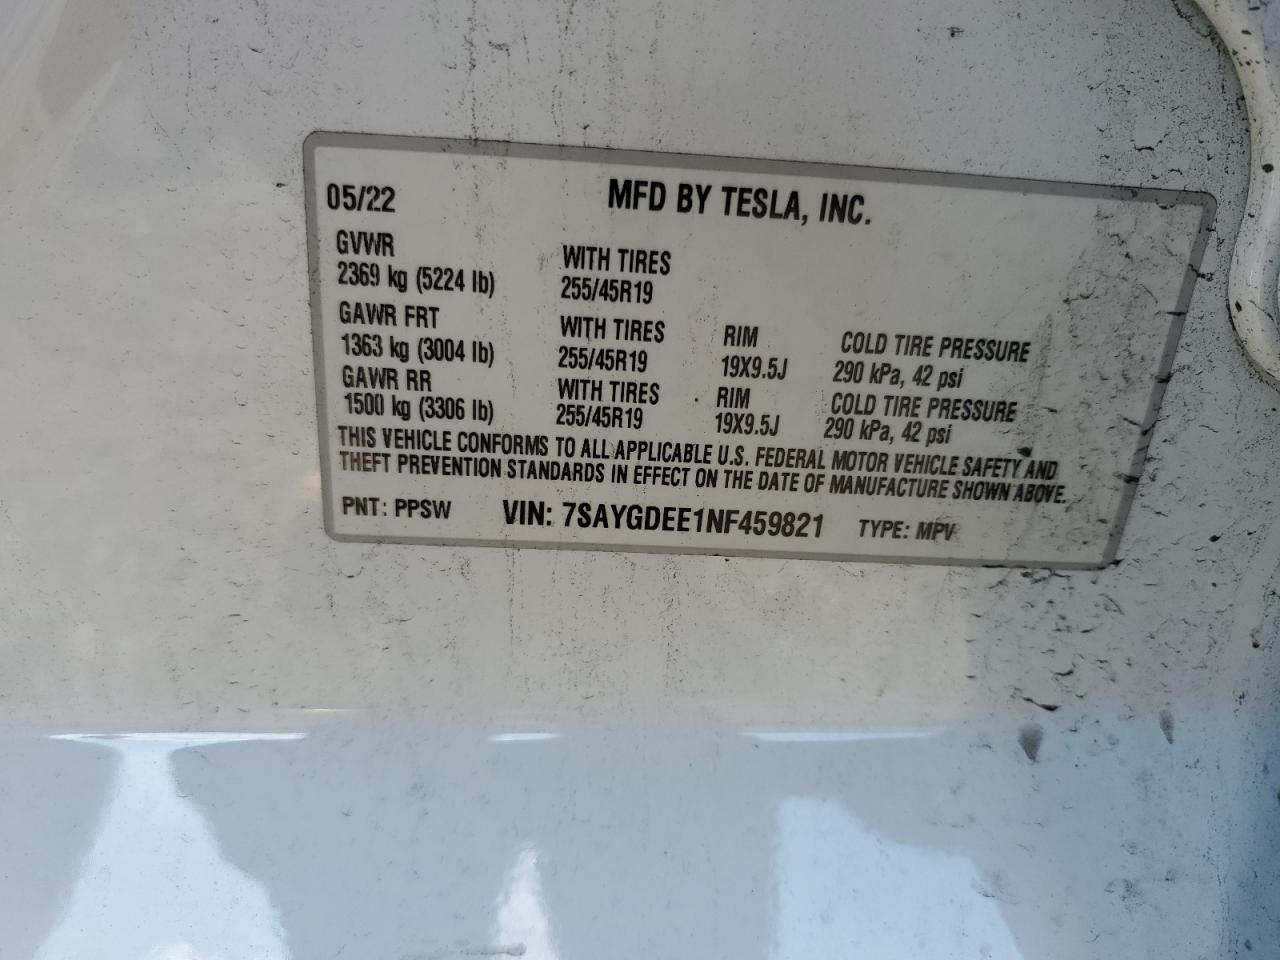 05/22 MFD BY TESLA, INC.
GVWR WITH TIRES
2369 kg (5224 lb) 255/45R19
GAWR FRT WITH TIRES RIM COLD TIRE PRESSURE
1363 kg (3004 lb) 255/45R19 19X9.5J 290 kPa, 42 psi
GAWR RR WITH TIRES RIM COLD TIRE PRESSURE
1500 kg (3306 lb) 255/45R19 19X9.5J 290 kPa, 42 psi
THIS VEHICLE CONFORMS TO ALL APPLICABLE U.S. FEDERAL MOTOR VEHICLE SAFETY AND
THEFT PREVENTION STANDARDS IN EFFECT ON THE DATE OF MANUFACTURE SHOWN ABOVE.
PNT: PPSW VIN: 7SAYGDEE1NF459821 TYPE: MPV